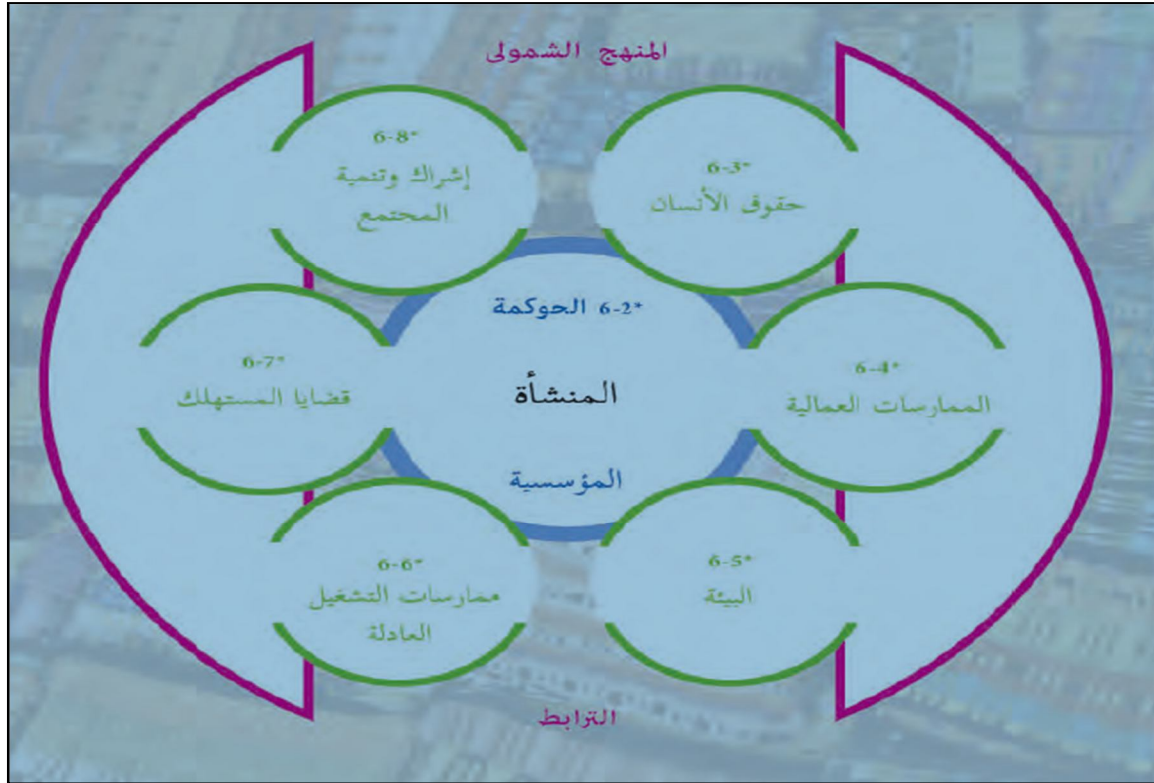 المنهج الشمولى
6-8*
إشراك وتنمية
المحتمع
6-3*
حقوق الأنسان
6-2* الحوكمة
المنشأة
المؤسسية
6-7*
قضايا المستهلك
6-4*
الممارسات العمالية
6-6*
ممارسات التشغيل
العادلة
6-5*
البيئة
الترابط